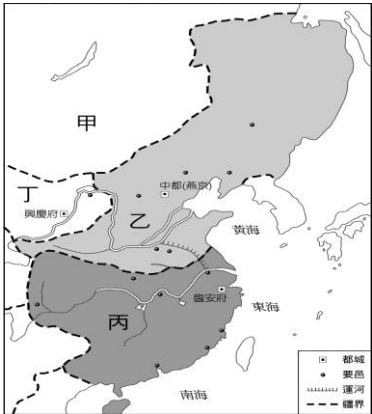 甲
丁
中都(燕京)
興慶府
乙
黃海
臨安府
東海
丙
南海
都城
要邑
運河
疆界